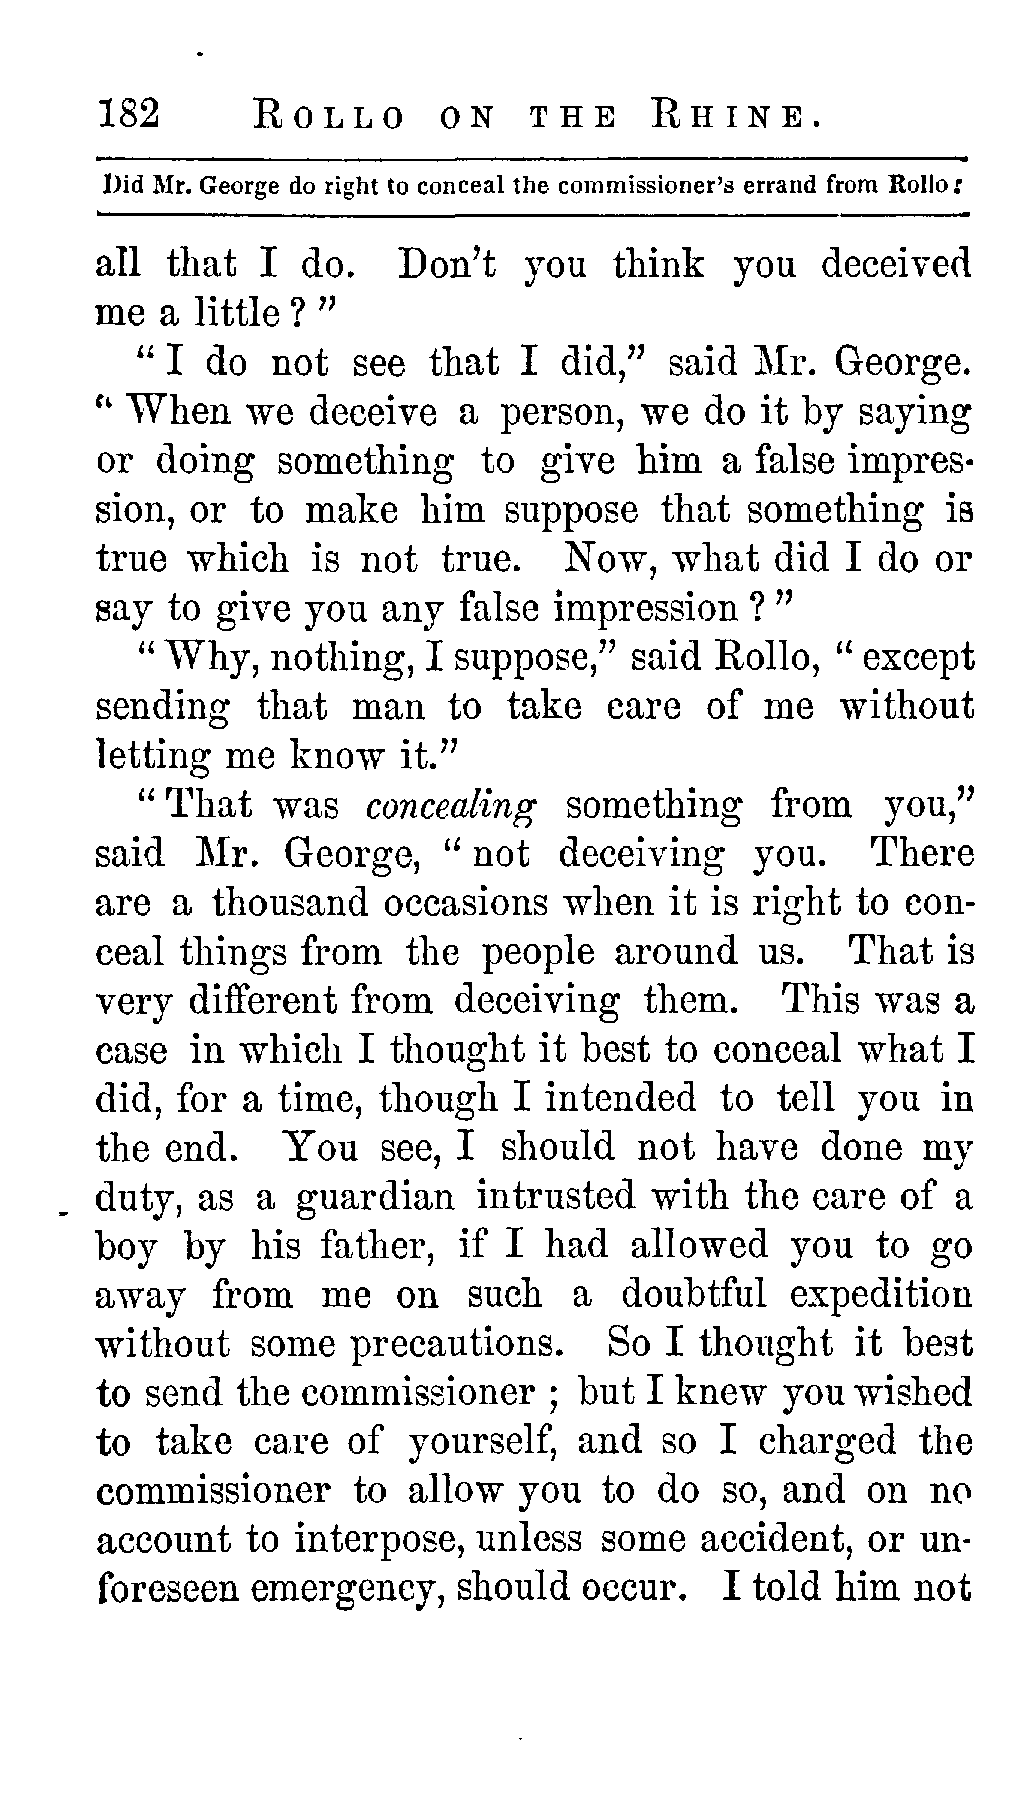 182 ROLLO ON THE RHINE.
Did Mr. George do right to conceal the commissioner's errand from Rollo?
all that I do. Don't you think you deceived
me a little?"
"I do not see that I did," said Mr. George.
"When we deceive a person, we do it by saying
or doing something to give him a false impres-
sion, or to make him suppose that something is
true which is not true. Now, what did I do or
say to give you any false impression?"
"Why, nothing, I suppose," said Rollo, "except
sending that man to take care of me without
letting me know it."
"That was concealing something from you,"
said Mr. George, "not deceiving you. There
are a thousand occasions when it is right to con-
ceal things from the people around us. That is
very different from deceiving them. This was a
case in which I thought it best to conceal what I
did, for a time, though I intended to tell you in
the end. You see, I should not have done my
duty, as a guardian intrusted with the care of a
boy by his father, if I had allowed you to go
away from me on such a doubtful expedition
without some precautions. So I thought it best
to send the commissioner; but I knew you wished
to take care of yourself, and so I charged the
commissioner to allow you to do so, and on no
account to interpose, unless some accident, or un-
foreseen emergency, should occur. I told him not